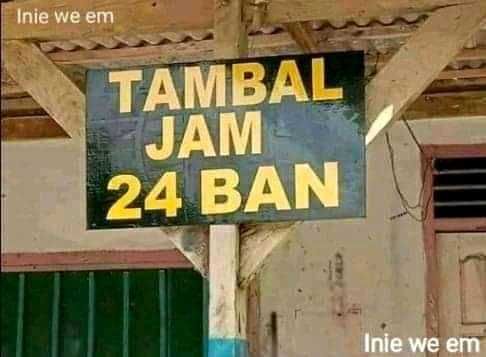 Inie we em
TAMBAL
JAM
24 BAN
Inie we em